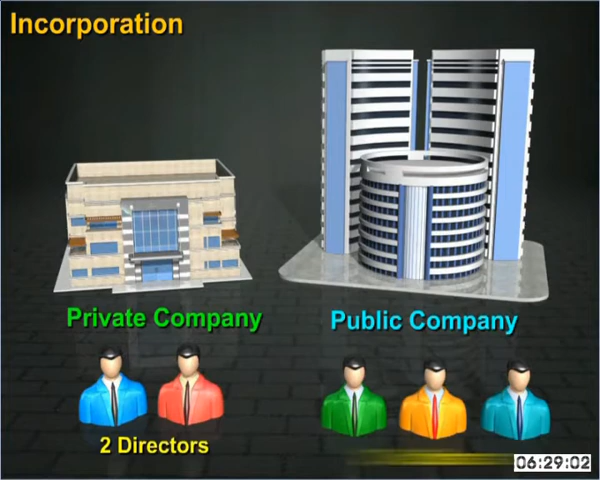 Incorporation
Private Company
Public Company
2 Directors
06:29:02